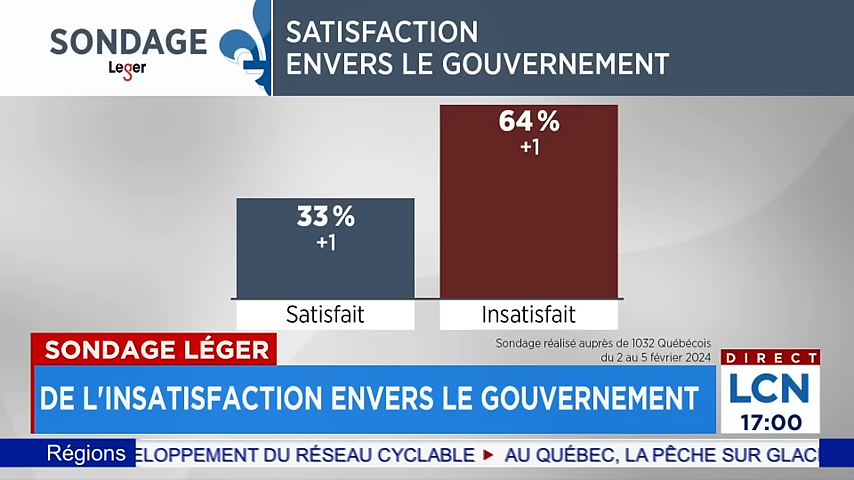 SONDAGE
Leger
SATISFACTION
ENVERS LE GOUVERNEMENT
33 %
+1
64 %
+1
Satisfait
Insatisfait
Sondage réalisé auprès de 1032 Québécois
du 2 au 5 février 2024
SONDAGE LÉGER
DE L'INSATISFACTION ENVERS LE GOUVERNEMENT
DIRECT
LCN
17:00
Régions
ELOPPEMENT DU RÉSEAU CYCLABLE ► AU QUÉBEC, LA PÊCHE SUR GLAC